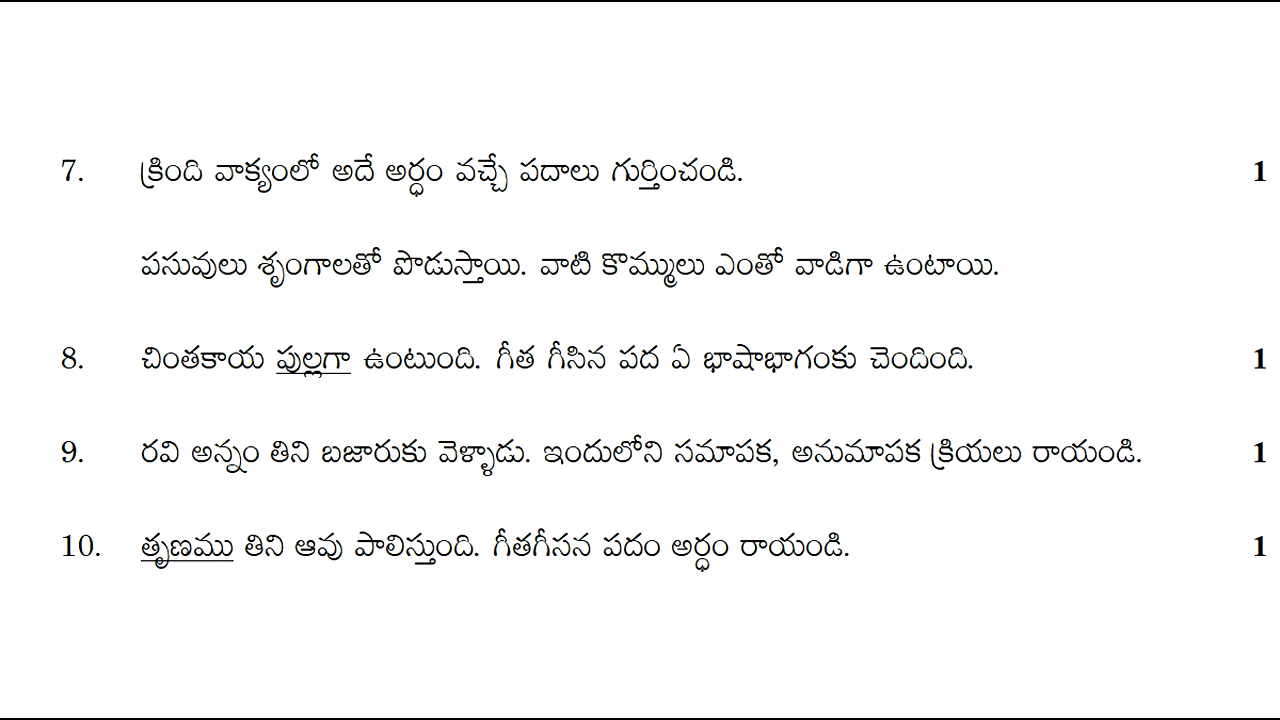 7. క్రింది వాక్యంలో అదే అర్ధం వచ్చే పదాలు గుర్తించండి. 1
పసువులు శృంగాలతో పొడుస్తాయి. వాటి కొమ్ములు ఎంతో వాడిగా ఉంటాయి.
8. చింతకాయ పుల్లగా ఉంటుంది. గీత గీసిన పద ఏ భాషాభాగంకు చెందింది. 1
9. రవి అన్నం తిని బజారుకు వెళ్ళాడు. ఇందులోని సమాపక, అనుమాపక క్రియలు రాయండి. 1
10. తృణము తిని ఆవు పాలిస్తుంది. గీతగీసన పదం అర్ధం రాయండి. 1